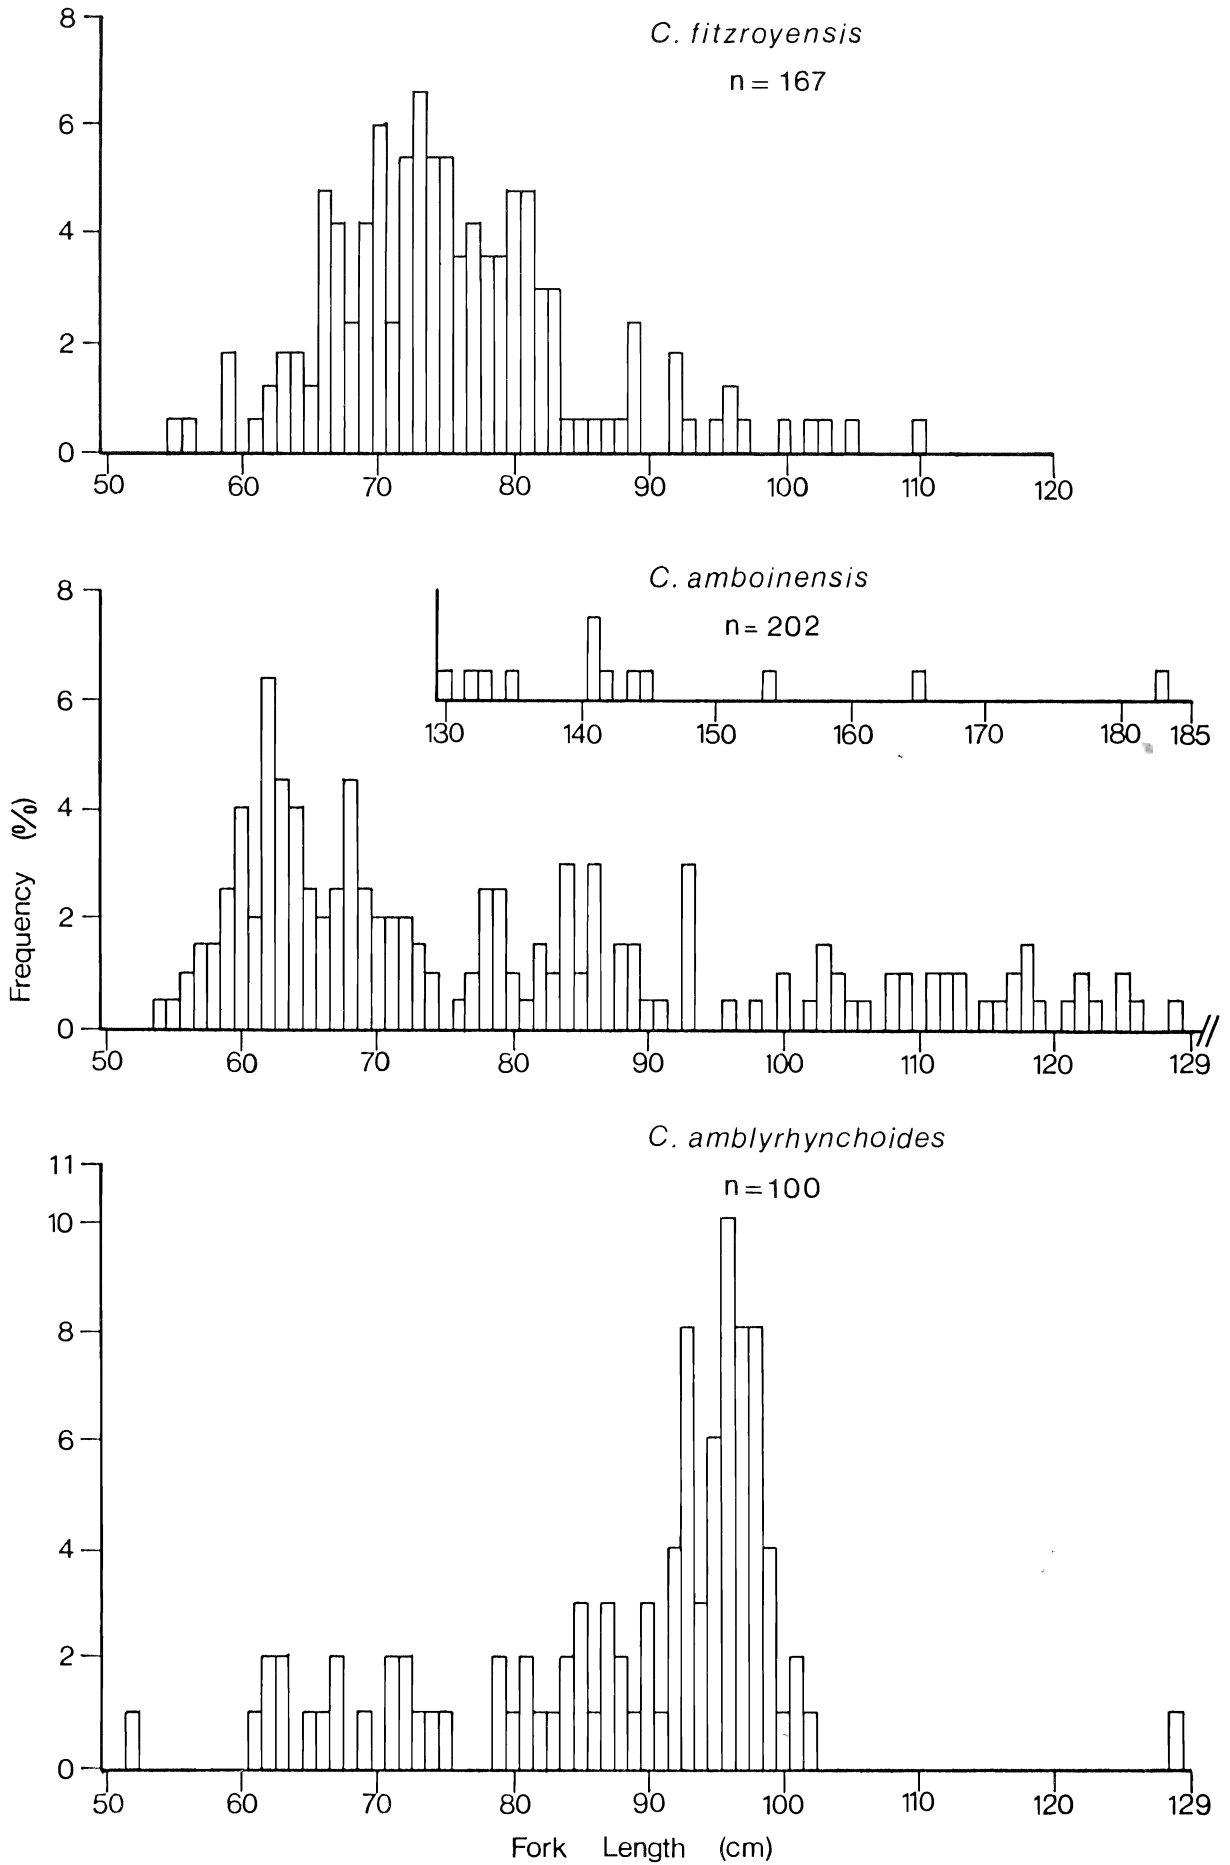 C. fitzroyensis
n = 167
8
6
4
2
0
50 60 70 80 90 100 110 120
C. amboinensis
n = 202
8
6
4
2
0
130 140 150 160 170 180 185
50 60 70 80 90 100 110 120 129
Frequency (%)
C. amblyrhynchoides
n = 100
11
10
8
6
4
2
0
50 60 70 80 90 100 110 120 129
Fork Length (cm)